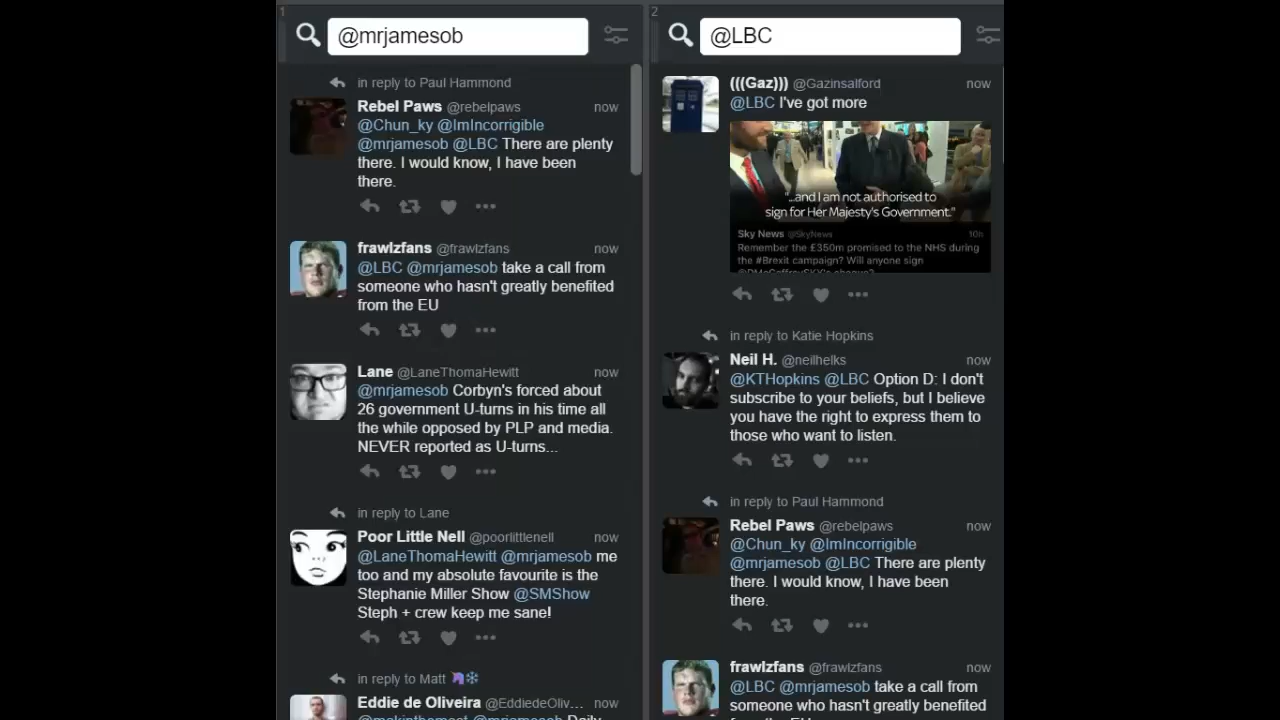 1
@mrjamesob
in reply to Paul Hammond
Rebel Paws @rebelpaws now
@Chun_ky @ImIncorrigible
@mrjamesob @LBC There are plenty
there. I would know, I have been
there.
frawlzfans @frawlzfans now
@LBC @mrjamesob take a call from
someone who hasn't greatly benefited
from the EU
Lane @LaneThomaHewitt now
@mrjamesob Corbyn's forced about
26 government U-turns in his time all
the while opposed by PLP and media.
NEVER reported as U-turns...
in reply to Lane
Poor Little Nell @poorlittlenell now
@LaneThomaHewitt @mrjamesob me
too and my absolute favourite is the
Stephanie Miller Show @SMShow
Steph + crew keep me sane!
in reply to Matt 🦄❄
Eddie de Oliveira @EddiedeOliv... now
@mrjamesob Daily
2
@LBC
(((Gaz))) @Gazinsalford now
@LBC I've got more
"...and I am not authorised to
sign for Her Majesty's Government."
Sky News @SkyNews 10h
Remember the £350m promised to the NHS during
the #Brexit campaign? Will anyone sign
@DMcCaffreySKY's cheque?
in reply to Katie Hopkins
Neil H. @neilhelks now
@KTHopkins @LBC Option D: I don't
subscribe to your beliefs, but I believe
you have the right to express them to
those who want to listen.
in reply to Paul Hammond
Rebel Paws @rebelpaws now
@Chun_ky @ImIncorrigible
@mrjamesob @LBC There are plenty
there. I would know, I have been
there.
frawlzfans @frawlzfans now
@LBC @mrjamesob take a call from
someone who hasn't greatly benefited
from the EU